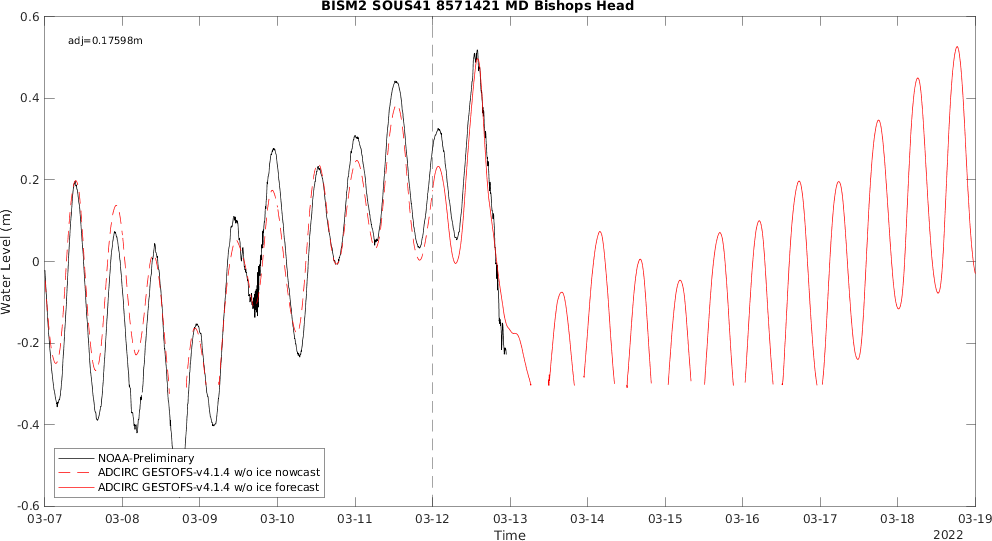 BISM2 SOUS41 8571421 MD Bishops Head
adj=0.17598m
0.6
0.4
0.2
0
-0.2
-0.4
-0.6
Water Level (m)
NOAA-Preliminary
ADCIRC GESTOFS-v4.1.4 w/o ice nowcast
ADCIRC GESTOFS-v4.1.4 w/o ice forecast
03-07 03-08 03-09 03-10 03-11 03-12 03-13 03-14 03-15 03-16 03-17 03-18 03-19
Time
2022